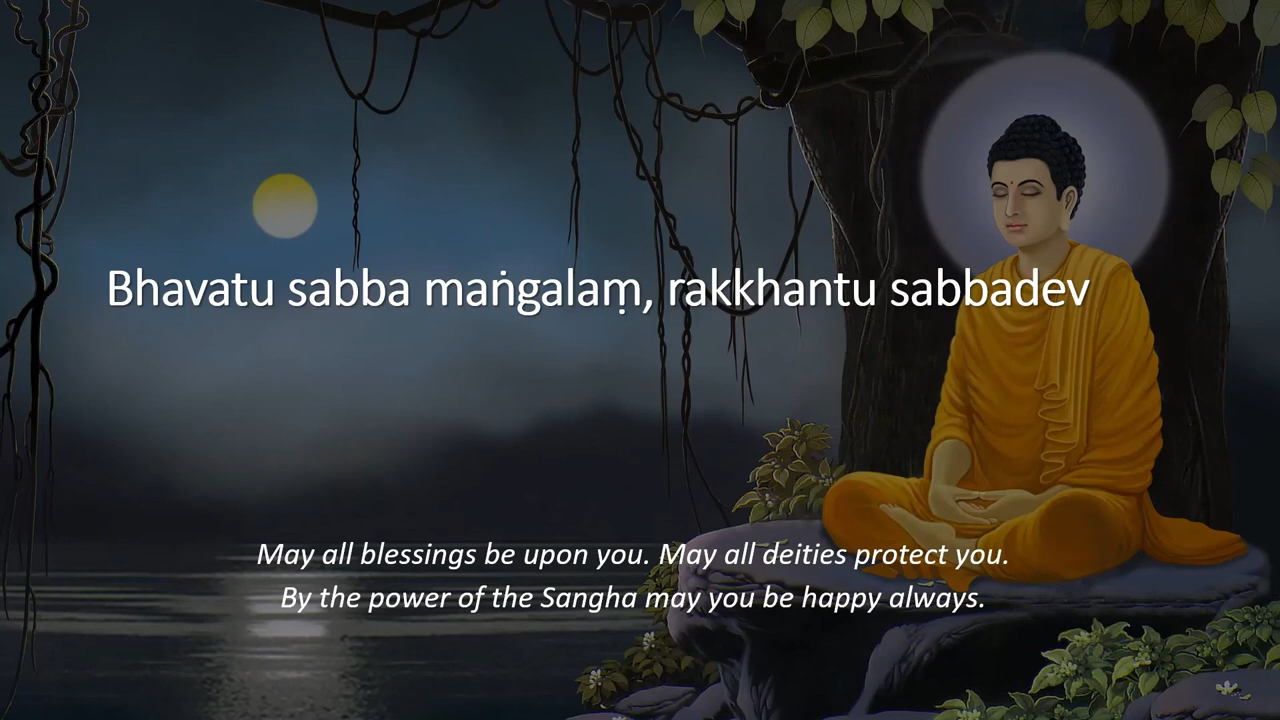 Bhavatu sabba maṅgalaṃ, rakkhantu sabbadev
May all blessings be upon you. May all deities protect you.
By the power of the Sangha may you be happy always.